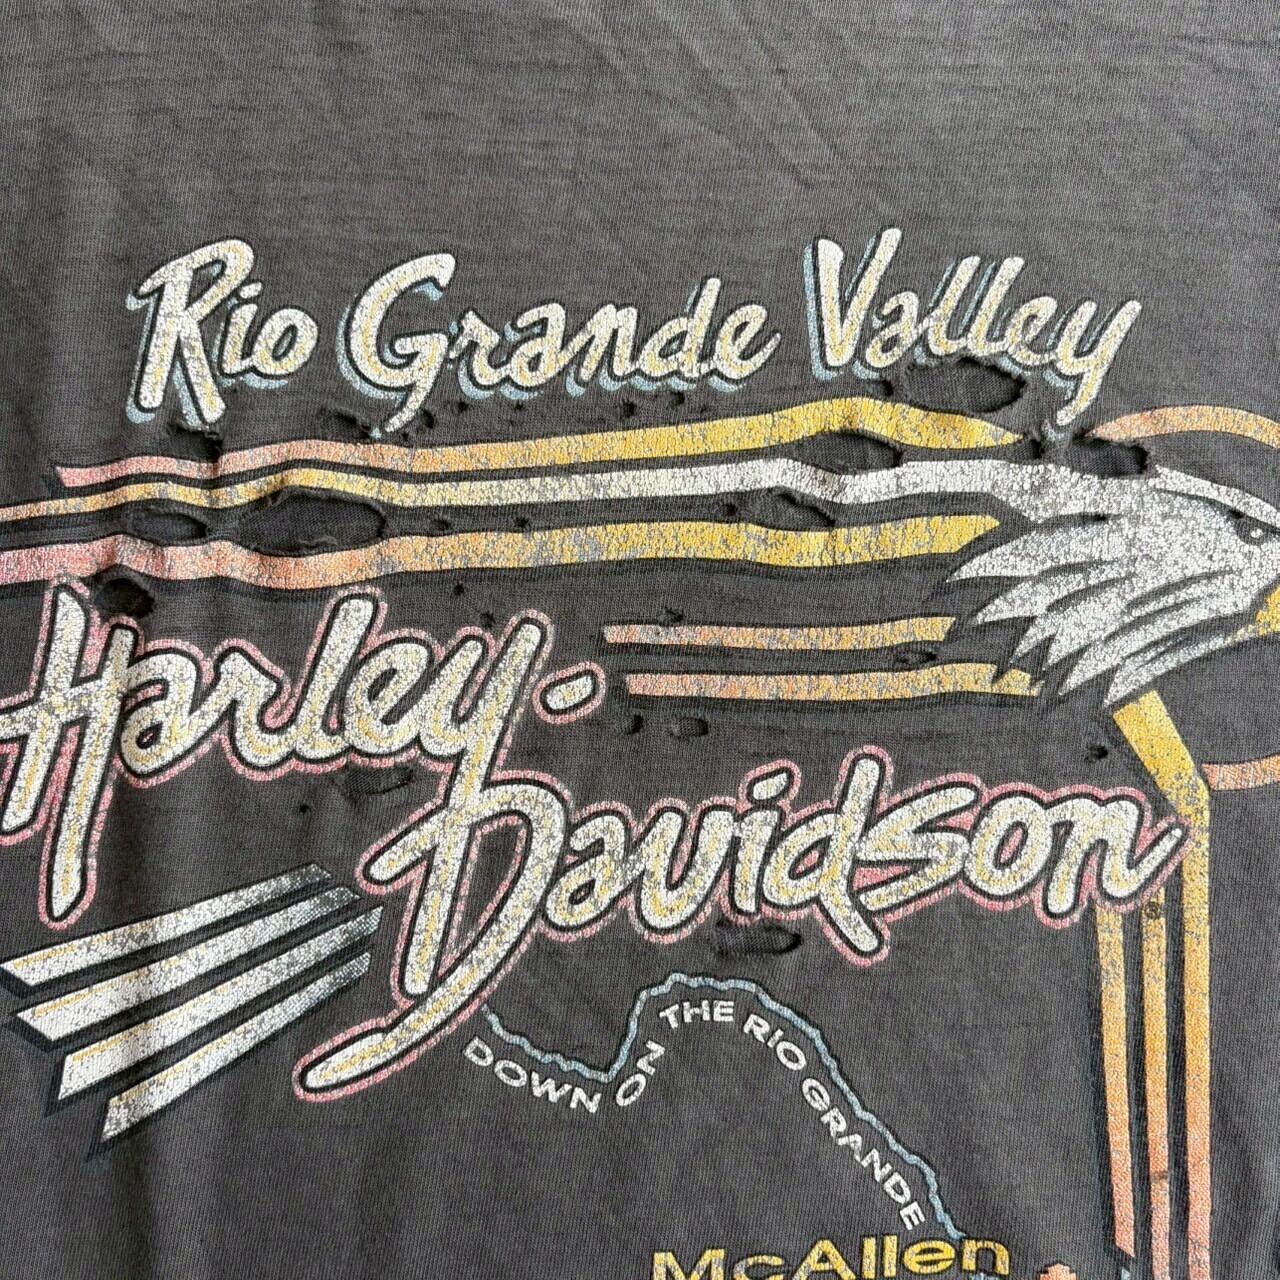 Rio Grande Valley
Harley-
Davidson
®
DOWN ON THE RIO GRANDE
McAllen